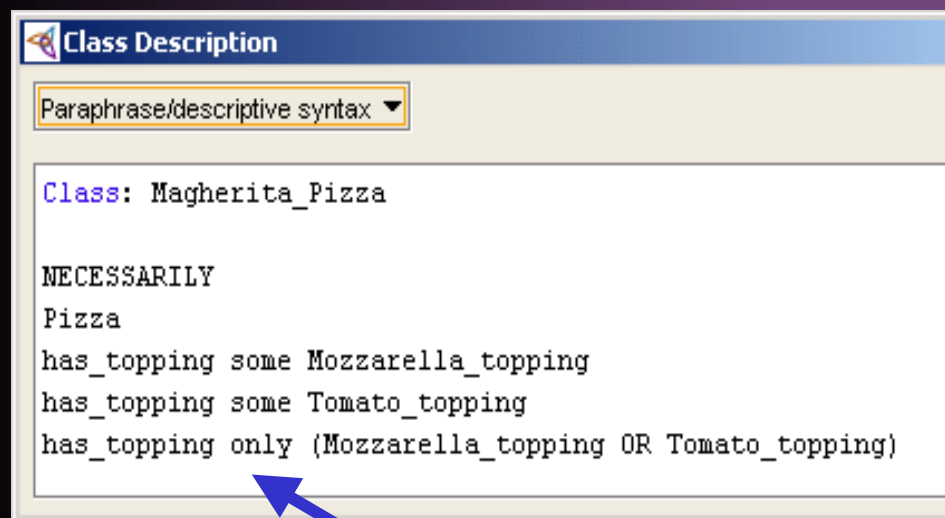 Class Description
Paraphrase/descriptive syntax
Class: Magherita_Pizza
NECESSARILY
Pizza
has_topping some Mozzarella_topping
has_topping some Tomato_topping
has_topping only (Mozzarella_topping OR Tomato_topping)